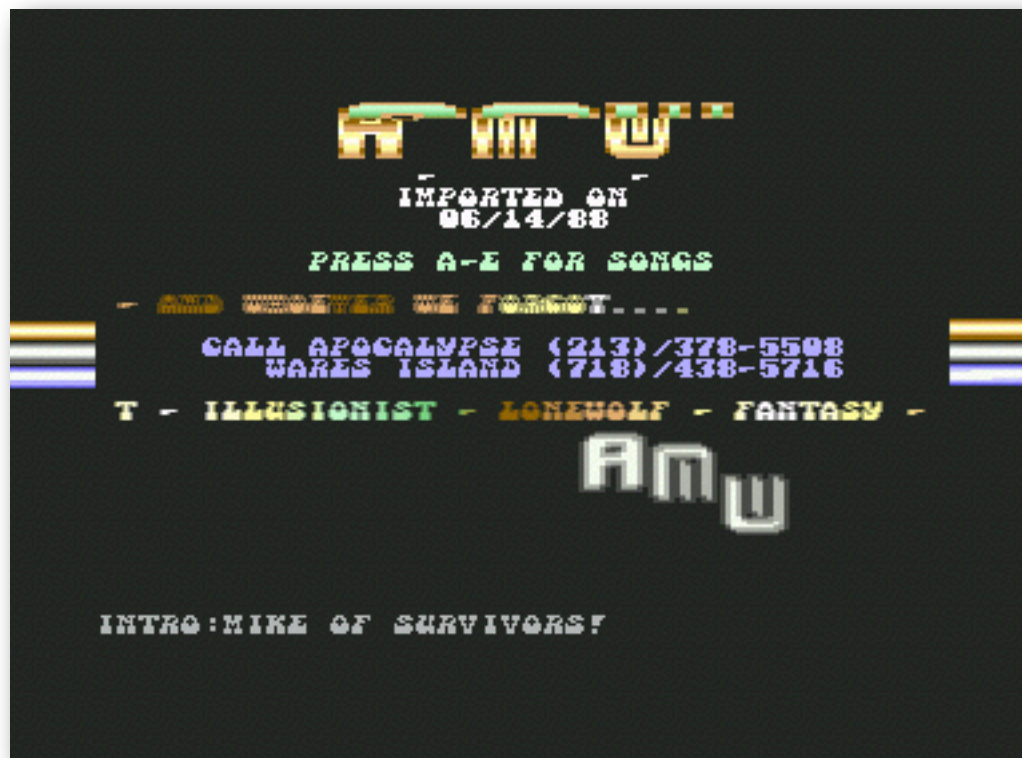 AMW
IMPORTED ON
06/14/88
PRESS A-E FOR SONGS
- AND WHOEVER WE FORGOT....
CALL APOCALYPSE (213)/378-5508
WARES ISLAND (718)/438-5716
T - ILLUSIONIST - LONEWOLF - FANTASY -
AMW
INTRO:MIKE OF SURVIVORS!